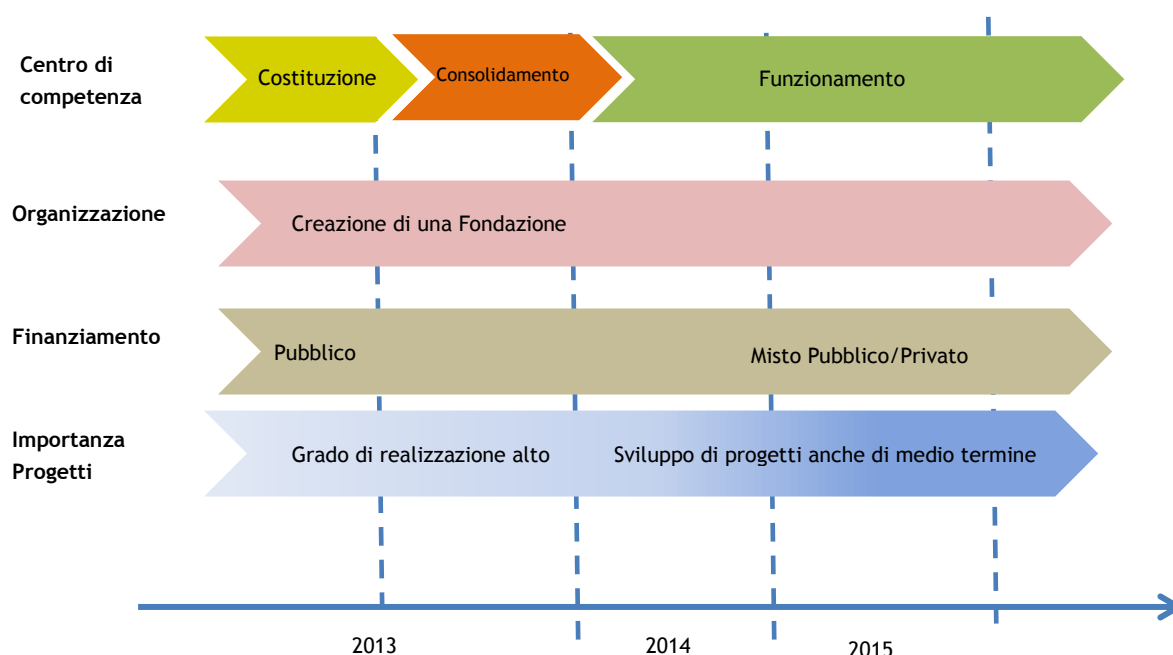 Centro di
competenza
Costituzione
Consolidamento
Funzionamento
Organizzazione
Creazione di una Fondazione
Finanziamento
Pubblico
Misto Pubblico/Privato
Importanza
Progetti
Grado di realizzazione alto
Sviluppo di progetti anche di medio termine
2013
2014
2015